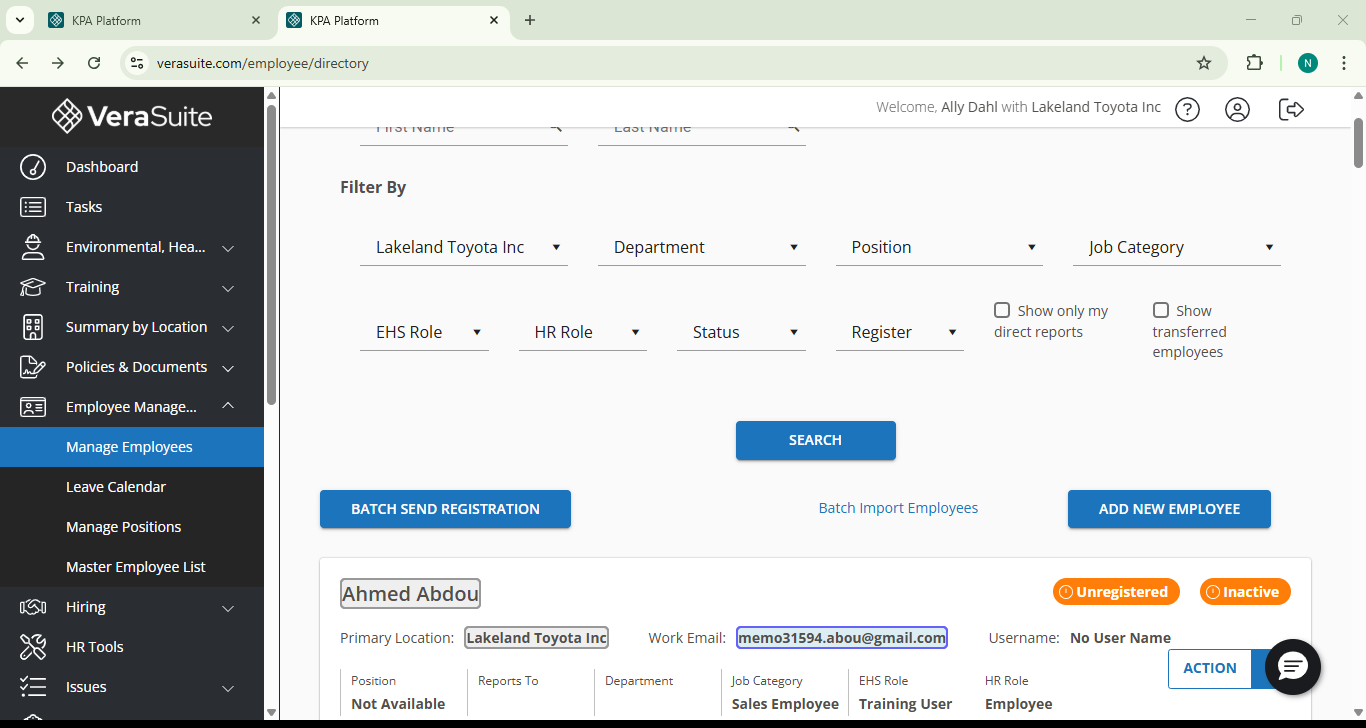 KPA Platform
KPA Platform
verasuite.com/employee/directory
N
VeraSuite
Welcome, Ally Dahl with Lakeland Toyota Inc
?
Dashboard
Tasks
Environmental, Hea...
Training
Summary by Location
Policies & Documents
Employee Manage...
Manage Employees
Leave Calendar
Manage Positions
Master Employee List
Hiring
HR Tools
Issues
First Name
Last Name
Filter By
Lakeland Toyota Inc
Department
Position
Job Category
EHS Role
HR Role
Status
Register
Show only my
direct reports
Show
transferred
employees
SEARCH
BATCH SEND REGISTRATION
Batch Import Employees
ADD NEW EMPLOYEE
Ahmed Abdou
Unregistered
Inactive
Primary Location: Lakeland Toyota Inc
Work Email: memo31594.abou@gmail.com
Username: No User Name
ACTION
Position
Not Available
Reports To
Department
Job Category
Sales Employee
EHS Role
Training User
HR Role
Employee